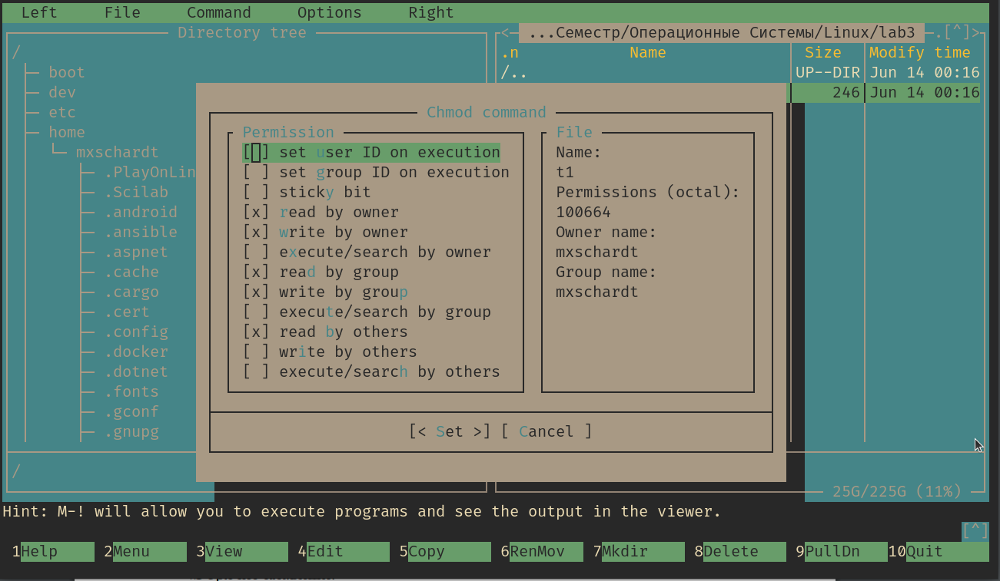 Left File Command Options Right
Directory tree
/
boot
dev
etc
home
mxschardt
.PlayOnLin
.Scilab
.android
.ansible
.aspnet
.cache
.cargo
.cert
.config
.docker
.dotnet
.fonts
.gconf
.gnupg
/
<─ ...Семестр/Операционные Системы/Linux/lab3 ─.[^]>
.n Name Size Modify time
/.. UP--DIR Jun 14 00:16
246 Jun 14 00:16
25G/225G (11%)
Chmod command
Permission
[ ] set user ID on execution
[ ] set group ID on execution
[ ] sticky bit
[x] read by owner
[x] write by owner
[ ] execute/search by owner
[x] read by group
[x] write by group
[ ] execute/search by group
[x] read by others
[ ] write by others
[ ] execute/search by others
File
Name:
t1
Permissions (octal):
100664
Owner name:
mxschardt
Group name:
mxschardt
[< Set >] [ Cancel ]
Hint: M-! will allow you to execute programs and see the output in the viewer.
[^]
1Help 2Menu 3View 4Edit 5Copy 6RenMov 7Mkdir 8Delete 9PullDn 10Quit